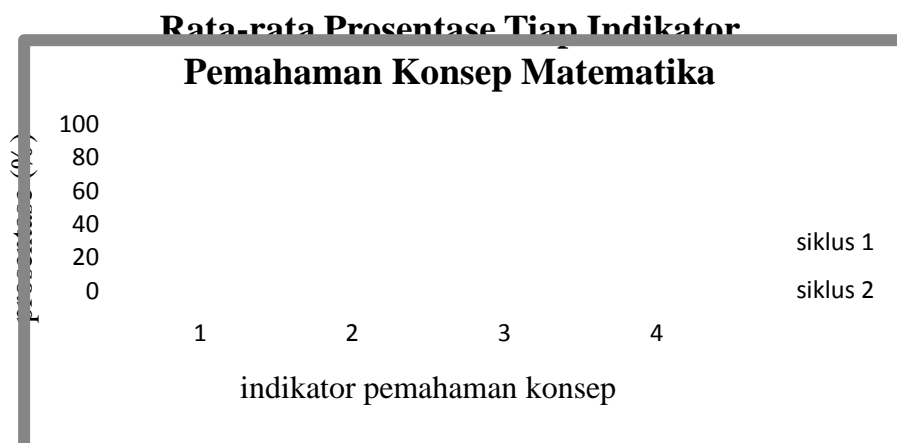 Rata-rata Prosentase Tiap Indikator
Pemahaman Konsep Matematika
prosentase (%)
100
80
60
40
20
0
siklus 1
siklus 2
1 2 3 4
indikator pemahaman konsep